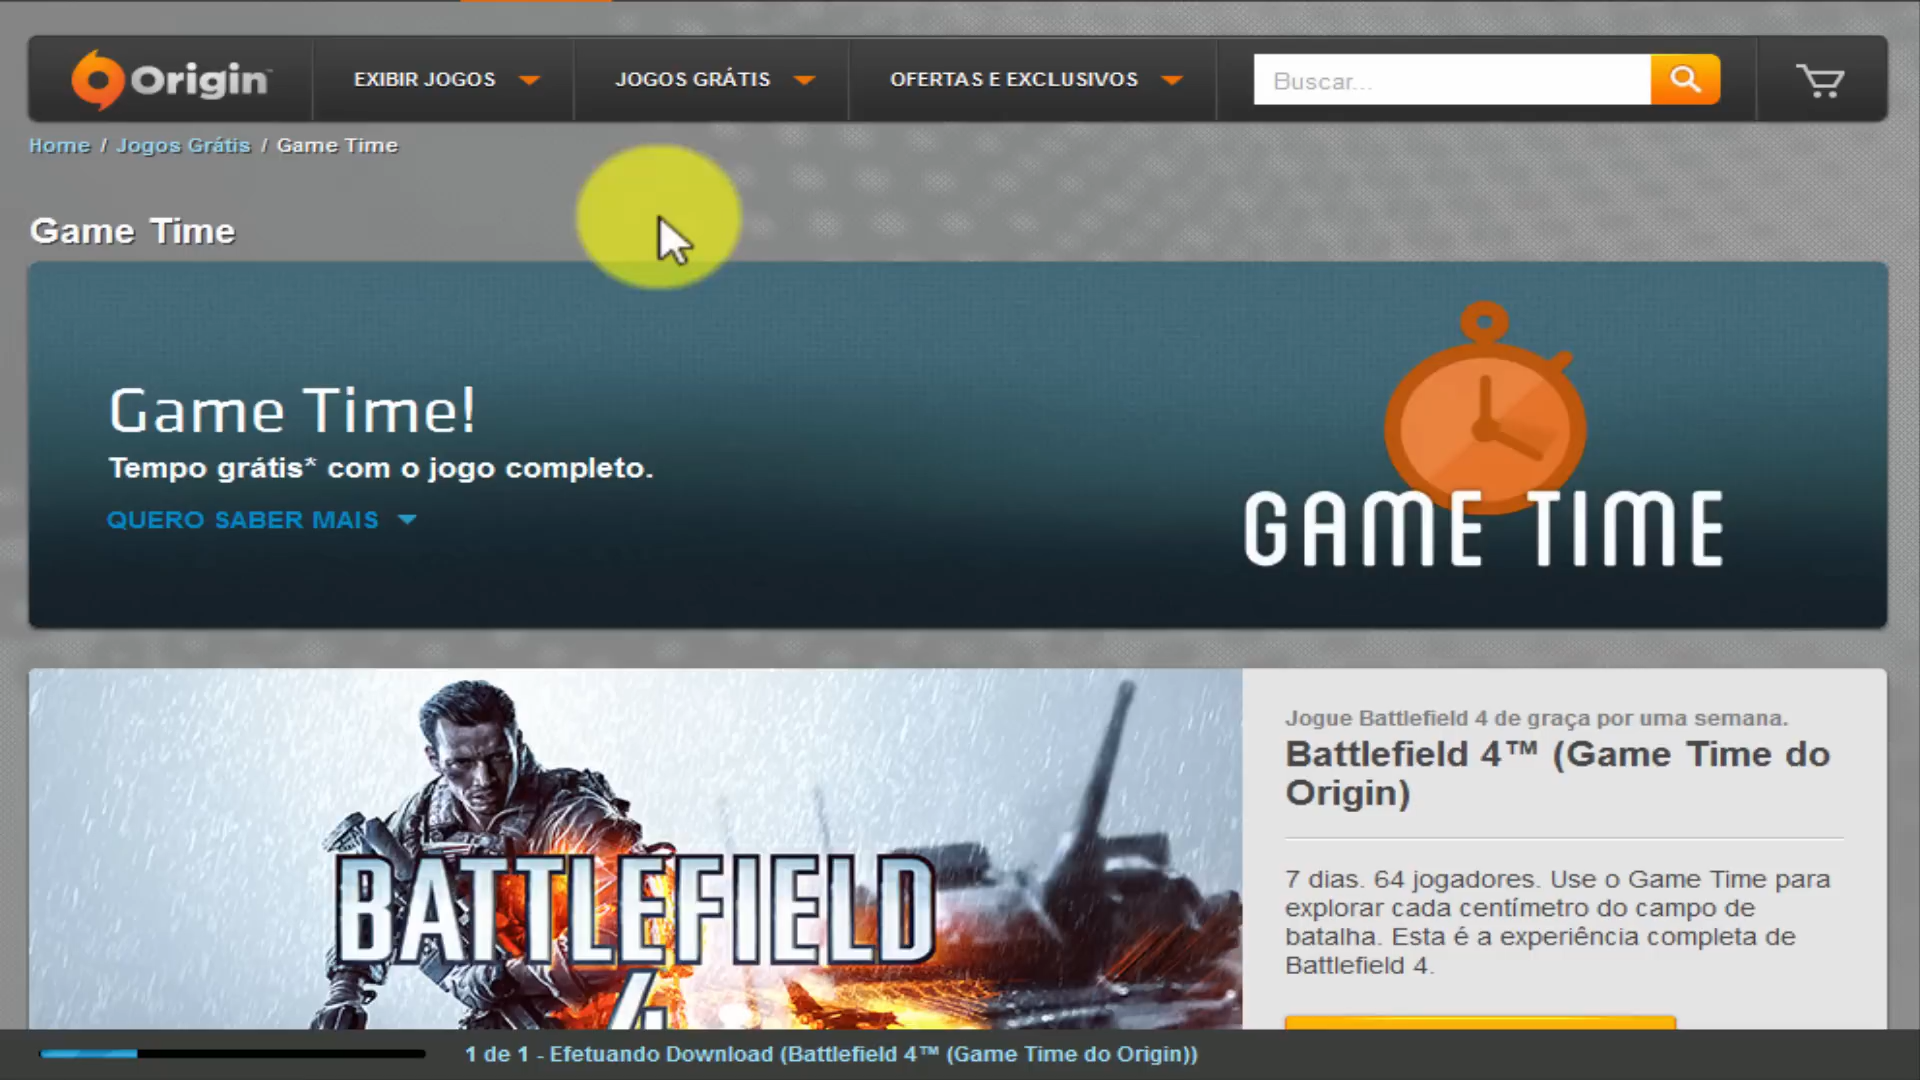 Origin
EXIBIR JOGOS
JOGOS GRÁTIS
OFERTAS E EXCLUSIVOS
Buscar...
Home / Jogos Grátis / Game Time
Game Time
Game Time!
Tempo grátis* com o jogo completo.
QUERO SABER MAIS
GAME TIME
BATTLEFIELD
4
Jogue Battlefield 4 de graça por uma semana.
Battlefield 4™ (Game Time do
Origin)
7 dias. 64 jogadores. Use o Game Time para
explorar cada centímetro do campo de
batalha. Esta é a experiência completa de
Battlefield 4.
1 de 1 - Efetuando Download (Battlefield 4™ (Game Time do Origin))